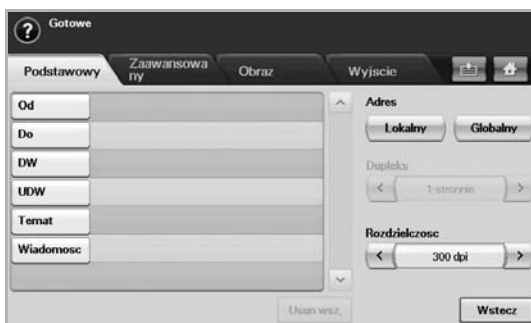 ? Gotowe
Podstawowy
Zaawansowa
ny
Obraz
Wyjscie
Od
Do
DW
UDW
Temat
Wiadomosc
Adres
Lokalny
Globalny
Dupleks
< 1-stronnie >
Rozdzielczosc
< 300 dpi >
Usun wsz.
Wstecz